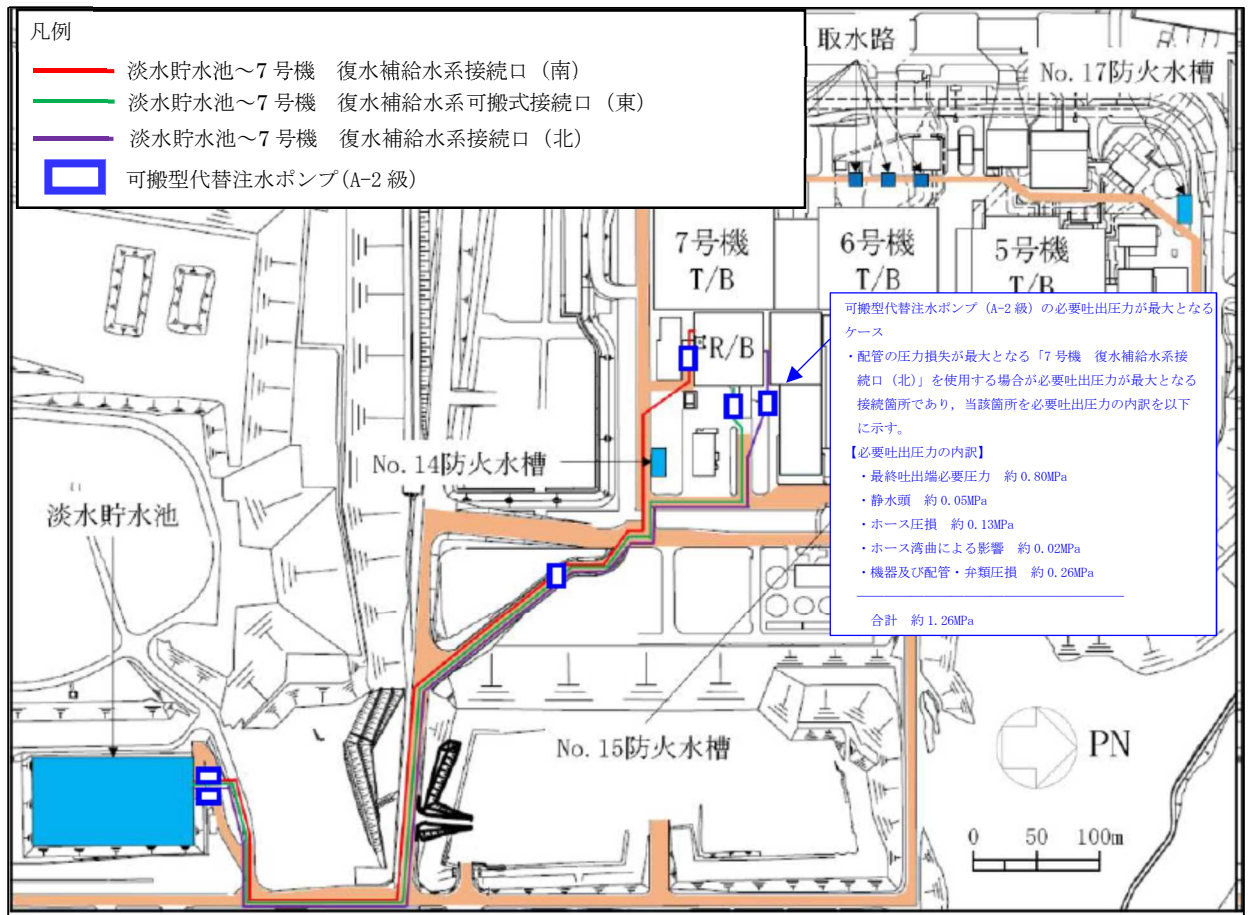 凡例
淡水貯水池～7 号機　復水補給水系接続口（南）
淡水貯水池～7 号機　復水補給水系可搬式接続口（東）
淡水貯水池～7 号機　復水補給水系接続口（北）
可搬型代替注水ポンプ(A-2 級)
取水路
No. 17防火水槽
7号機
T/B
6号機
T/B
5号機
T/B
R/B
可搬型代替注水ポンプ（A-2 級）の必要吐出圧力が最大となる
ケース
・配管の圧力損失が最大となる「7 号機　復水補給水系接
続口（北）」を使用する場合が必要吐出圧力が最大となる
接続箇所であり，当該箇所を必要吐出圧力の内訳を以下
に示す。
【必要吐出圧力の内訳】
・最終吐出端必要圧力　約 0.80MPa
・静水頭　約 0.05MPa
・ホース圧損　約 0.13MPa
・ホース湾曲による影響　約 0.02MPa
・機器及び配管・弁類圧損　約 0.26MPa
合計　約 1.26MPa
No. 14防火水槽
淡水貯水池
No. 15防火水槽
PN
0 50 100m